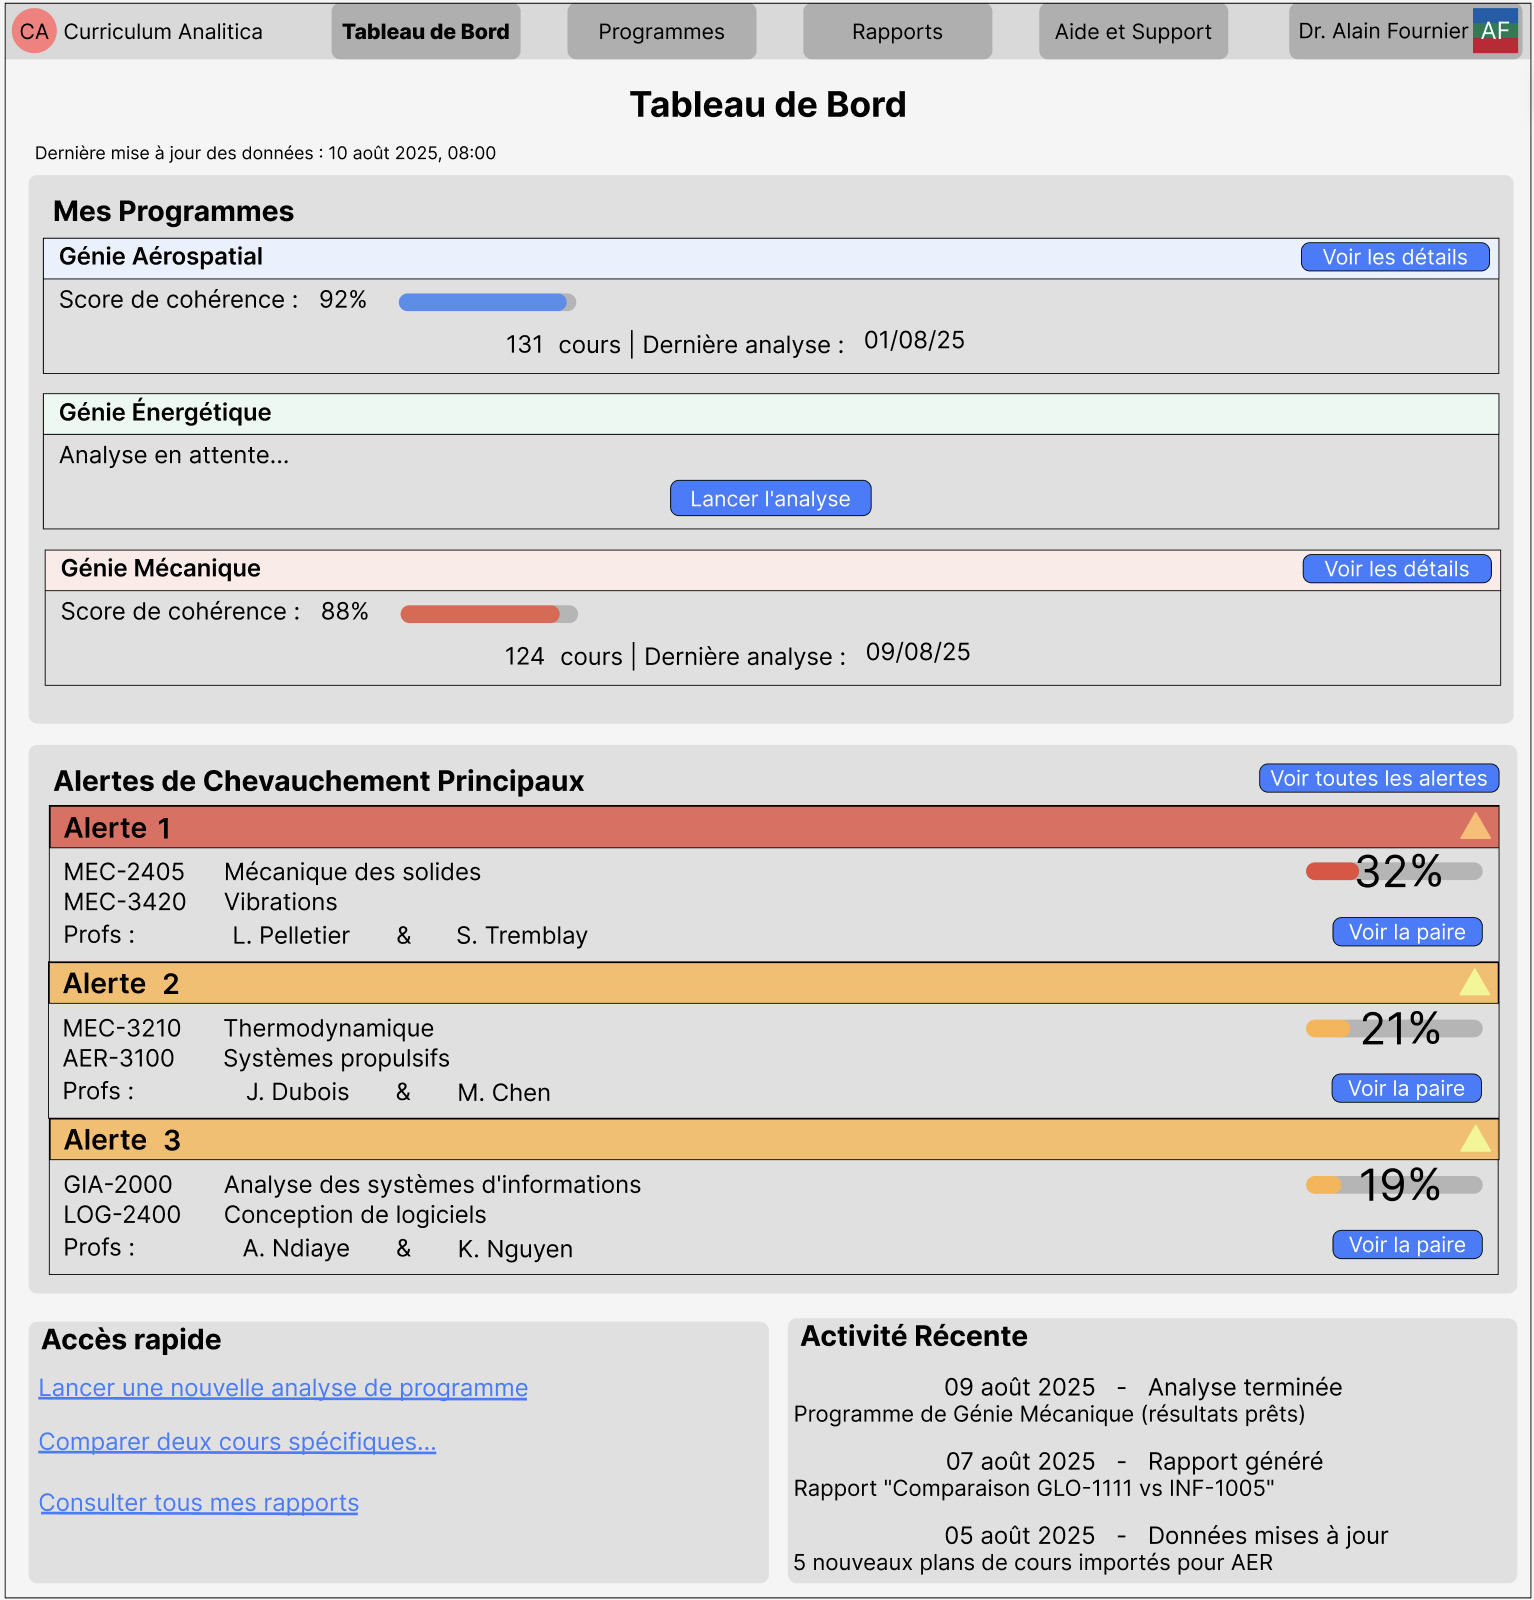 CA Curriculum Analitica Tableau de Bord Programmes Rapports Aide et Support Dr. Alain Fournier AF
Tableau de Bord
Dernière mise à jour des données : 10 août 2025, 08:00
Mes Programmes
Génie Aérospatial Voir les détails
Score de cohérence : 92%
131 cours | Dernière analyse : 01/08/25
Génie Énergétique
Analyse en attente...
Lancer l'analyse
Génie Mécanique Voir les détails
Score de cohérence : 88%
124 cours | Dernière analyse : 09/08/25
Alertes de Chevauchement Principaux Voir toutes les alertes
Alerte 1
MEC-2405 Mécanique des solides 32%
MEC-3420 Vibrations
Profs : L. Pelletier & S. Tremblay Voir la paire
Alerte 2
MEC-3210 Thermodynamique 21%
AER-3100 Systèmes propulsifs
Profs : J. Dubois & M. Chen Voir la paire
Alerte 3
GIA-2000 Analyse des systèmes d'informations 19%
LOG-2400 Conception de logiciels
Profs : A. Ndiaye & K. Nguyen Voir la paire
Accès rapide
Lancer une nouvelle analyse de programme
Comparer deux cours spécifiques...
Consulter tous mes rapports
Activité Récente
09 août 2025 - Analyse terminée
Programme de Génie Mécanique (résultats prêts)
07 août 2025 - Rapport généré
Rapport "Comparaison GLO-1111 vs INF-1005"
05 août 2025 - Données mises à jour
5 nouveaux plans de cours importés pour AER